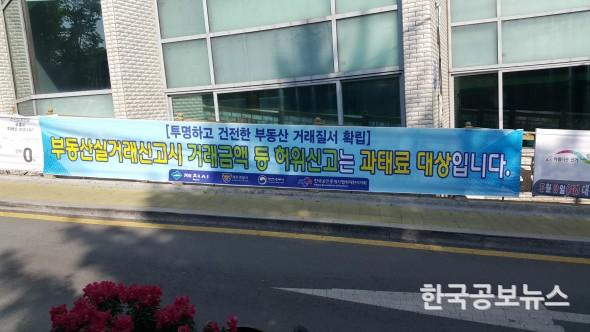 [투명하고 건전한 부동산 거래질서 확립]
부동산실거래신고시 거래금액 등 허위신고는 과태료 대상입니다.
제천시
0.
한국공보뉴스